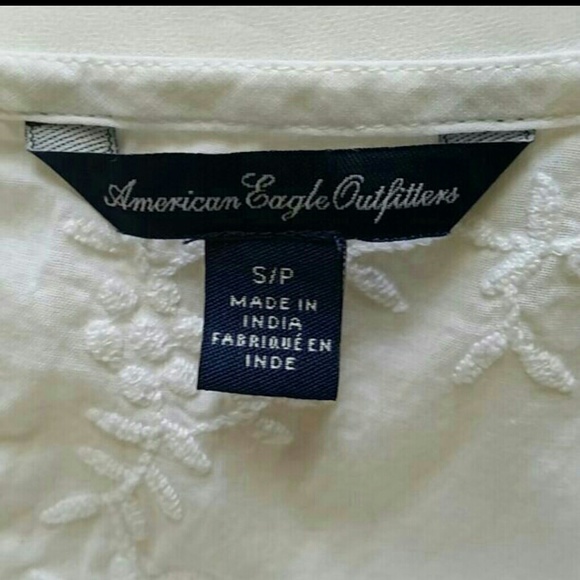 American Eagle Outfitters
S/P
MADE IN
INDIA
FABRIQUÉ EN
INDE